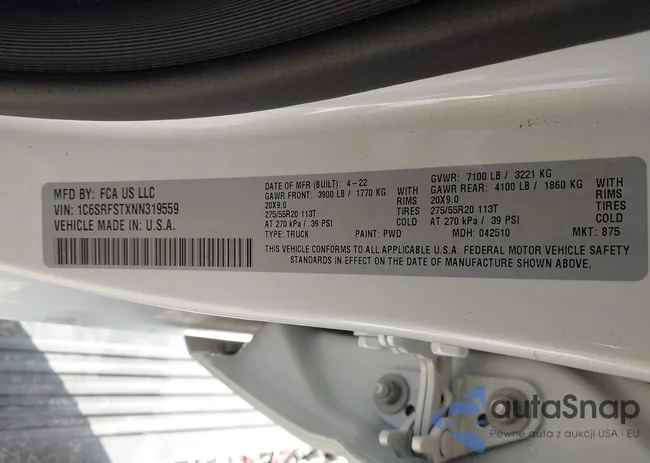 MFD BY: FCA US LLC
VIN: 1C6SRFSTXNN319559
VEHICLE MADE IN: U.S.A.
DATE OF MFR (BUILT): 4-22
GVWR: 7100 LB / 3221 KG
GAWR FRONT: 3900 LB / 1770 KG
WITH
GAWR REAR: 4100 LB / 1860 KG
WITH
20X9.0
RIMS
20X9.0
RIMS
275/55R20 113T
TIRES
275/55R20 113T
TIRES
AT 270 kPa / 39 PSI
COLD
AT 270 kPa / 39 PSI
COLD
TYPE: TRUCK
PAINT: PWD
MDH: 042510
MKT: 875
THIS VEHICLE CONFORMS TO ALL APPLICABLE U.S.A. FEDERAL MOTOR VEHICLE SAFETY
STANDARDS IN EFFECT ON THE DATE OF MANUFACTURE SHOWN ABOVE.
autaSnap
Pewne auta z aukcji USA i EU